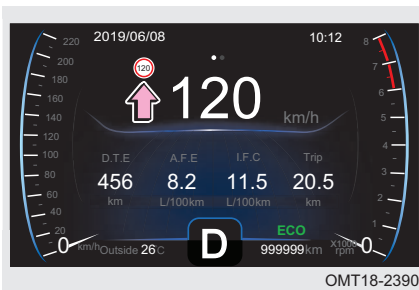 2019/06/08 10:12
220
200
180
160
140
120
100
80
60
40
20
0 km/h
8
7
6
5
4
3
2
1
0
X1000
rpm
120
120 km/h
D.T.E A.F.E I.F.C Trip
456 8.2 11.5 20.5
km L/100km L/100km km
ECO
Outside 26°C D 999999 km
OMT18-2390